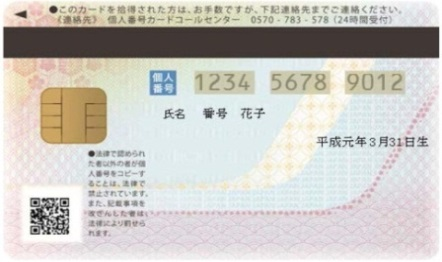 ●このカードを拾得された方は、お手数ですが、下記連絡先までご連絡ください。
《連絡先》 個人番号カードコールセンター 0570-783-578 (24時間受付)
個人番号 1234 5678 9012
氏名 番号 花子
平成元年3月31日生
●法律で認められ
た者以外の者が個
人番号をコピーす
ることは、法律で
禁止されています。
また、記載事項を
改ざんした者は、
法律により罰せら
れます。